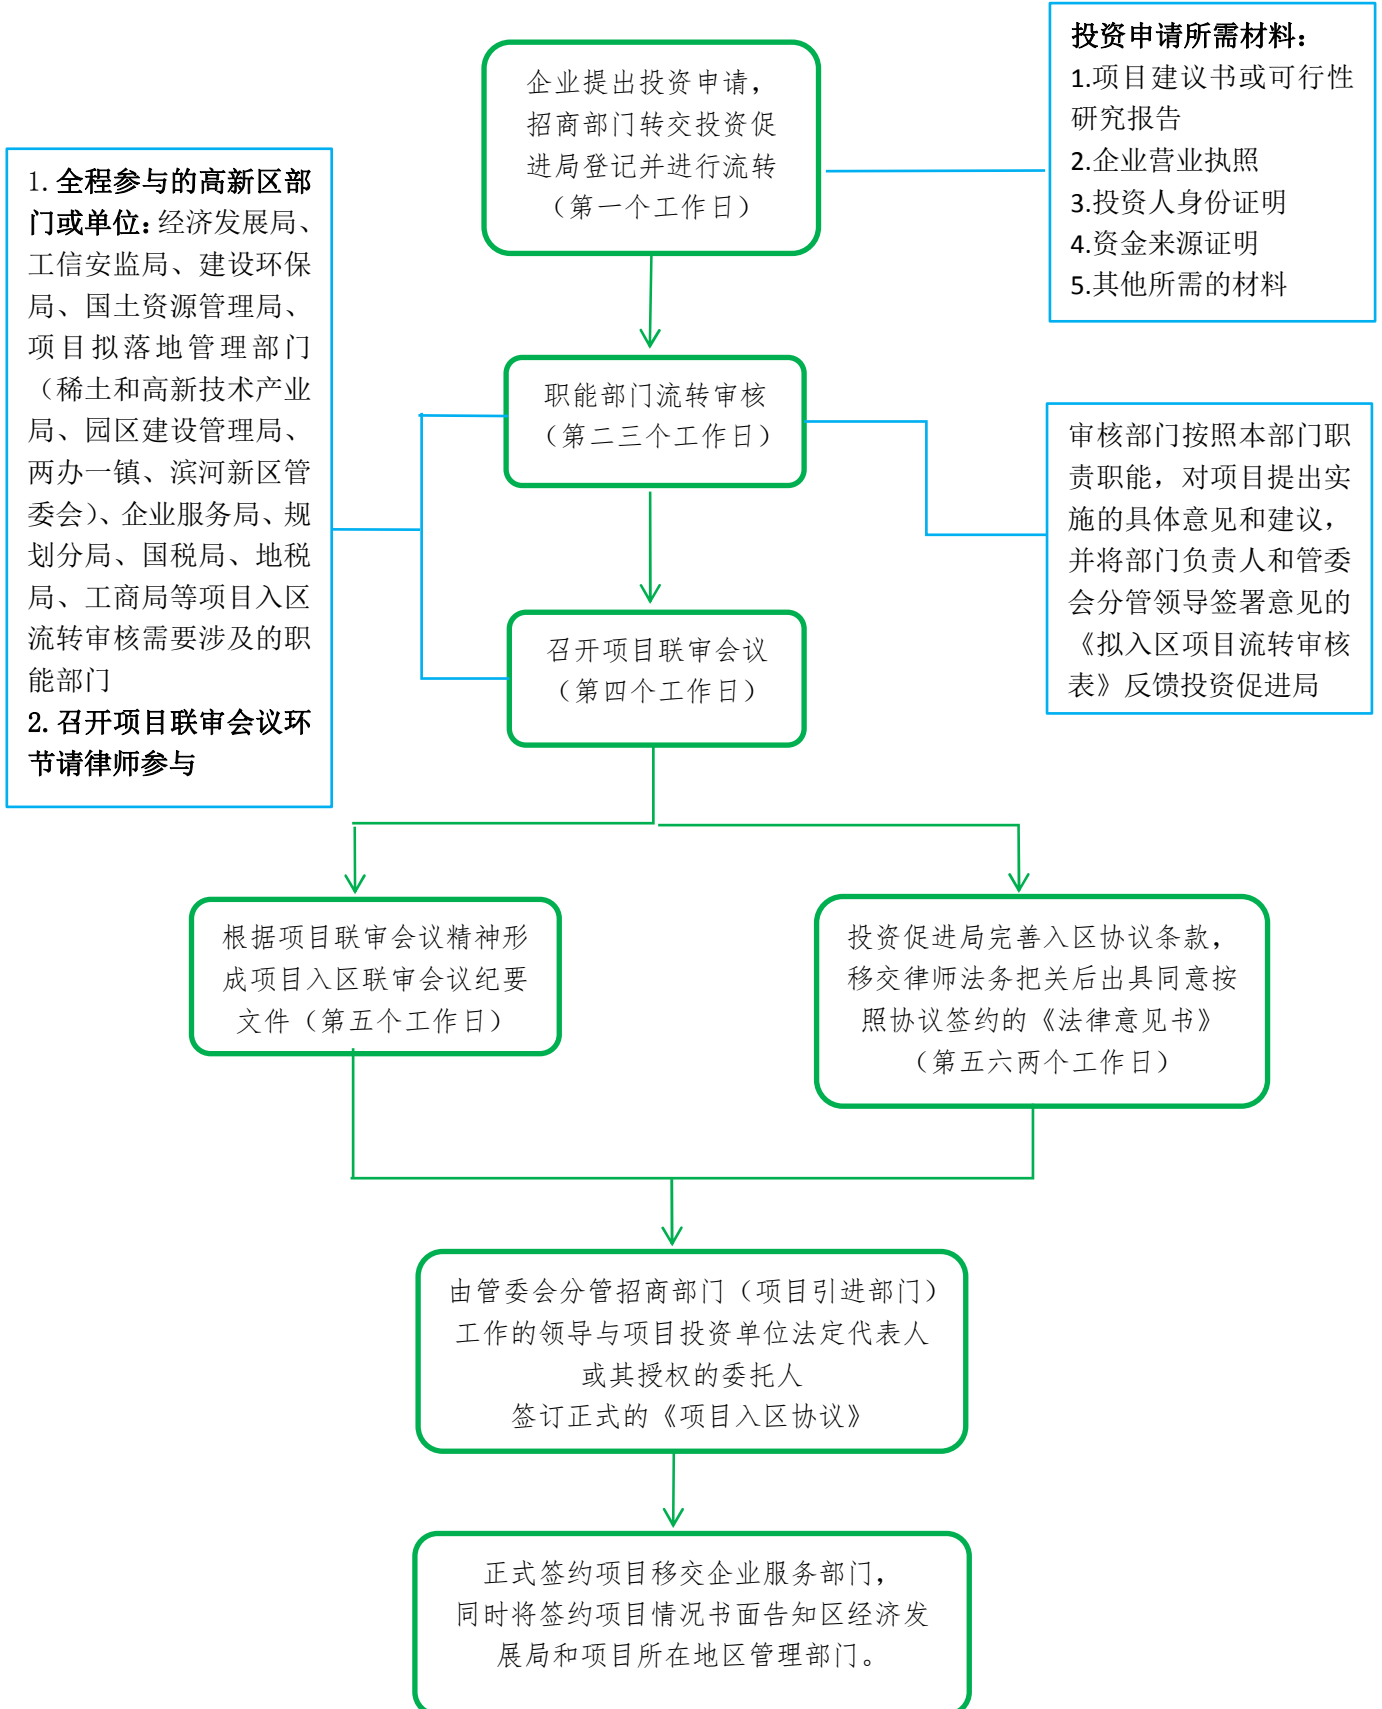 企业提出投资申请，
招商部门转交投资促
进局登记并进行流转
（第一个工作日）
投资申请所需材料：
1.项目建议书或可行性
研究报告
2.企业营业执照
3.投资人身份证明
4.资金来源证明
5.其他所需的材料
1.全程参与的高新区部
门或单位：经济发展局、
工信安监局、建设环保
局、国土资源管理局、
项目拟落地管理部门
（稀土和高新技术产业
局、园区建设管理局、
两办一镇、滨河新区管
委会）、企业服务局、规
划分局、国税局、地税
局、工商局等项目入区
流转审核需要涉及的职
能部门
2.召开项目联审会议环
节请律师参与
职能部门流转审核
（第二三个工作日）
审核部门按照本部门职
责职能，对项目提出实
施的具体意见和建议，
并将部门负责人和管委
会分管领导签署意见的
《拟入区项目流转审核
表》反馈投资促进局
召开项目联审会议
（第四个工作日）
根据项目联审会议精神形
成项目入区联审会议纪要
文件（第五个工作日）
投资促进局完善入区协议条款，
移交律师法务把关后出具同意按
照协议签约的《法律意见书》
（第五六两个工作日）
由管委会分管招商部门（项目引进部门）
工作的领导与项目投资单位法定代表人
或其授权的委托人
签订正式的《项目入区协议》
正式签约项目移交企业服务部门，
同时将签约项目情况书面告知区经济发
展局和项目所在地区管理部门。